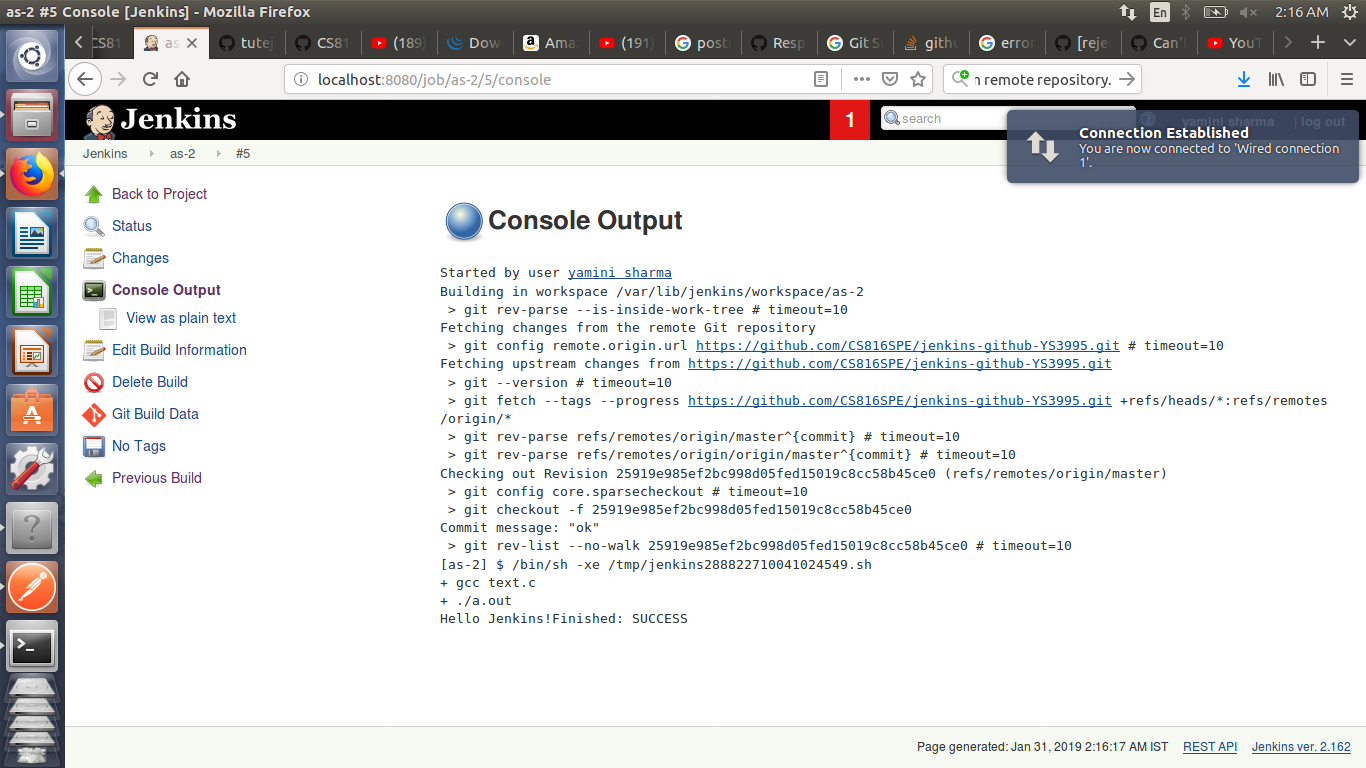 as-2 #5 Console [Jenkins] - Mozilla Firefox
En
2:16 AM
CS81
as
tute
CS81
(189)
Dow
Ama
(191)
post
Resp
Git S
githu
error
[reje
Can'
YouT
localhost:8080/job/as-2/5/console
remote repository.
Jenkins
1
search
yamini sharma
| log out
Connection Established
You are now connected to 'Wired connection
1'.
Jenkins
as-2
#5
Back to Project
Status
Changes
Console Output
View as plain text
Edit Build Information
Delete Build
Git Build Data
No Tags
Previous Build
Console Output
Started by user yamini sharma
Building in workspace /var/lib/jenkins/workspace/as-2
> git rev-parse --is-inside-work-tree # timeout=10
Fetching changes from the remote Git repository
> git config remote.origin.url https://github.com/CS816SPE/jenkins-github-YS3995.git # timeout=10
Fetching upstream changes from https://github.com/CS816SPE/jenkins-github-YS3995.git
> git --version # timeout=10
> git fetch --tags --progress https://github.com/CS816SPE/jenkins-github-YS3995.git +refs/heads/*:refs/remotes
/origin/*
> git rev-parse refs/remotes/origin/master^{commit} # timeout=10
> git rev-parse refs/remotes/origin/origin/master^{commit} # timeout=10
Checking out Revision 25919e985ef2bc998d05fed15019c8cc58b45ce0 (refs/remotes/origin/master)
> git config core.sparsecheckout # timeout=10
> git checkout -f 25919e985ef2bc998d05fed15019c8cc58b45ce0
Commit message: "ok"
> git rev-list --no-walk 25919e985ef2bc998d05fed15019c8cc58b45ce0 # timeout=10
[as-2] $ /bin/sh -xe /tmp/jenkins288822710041024549.sh
+ gcc text.c
+ ./a.out
Hello Jenkins!Finished: SUCCESS
Page generated: Jan 31, 2019 2:16:17 AM IST
REST API
Jenkins ver. 2.162